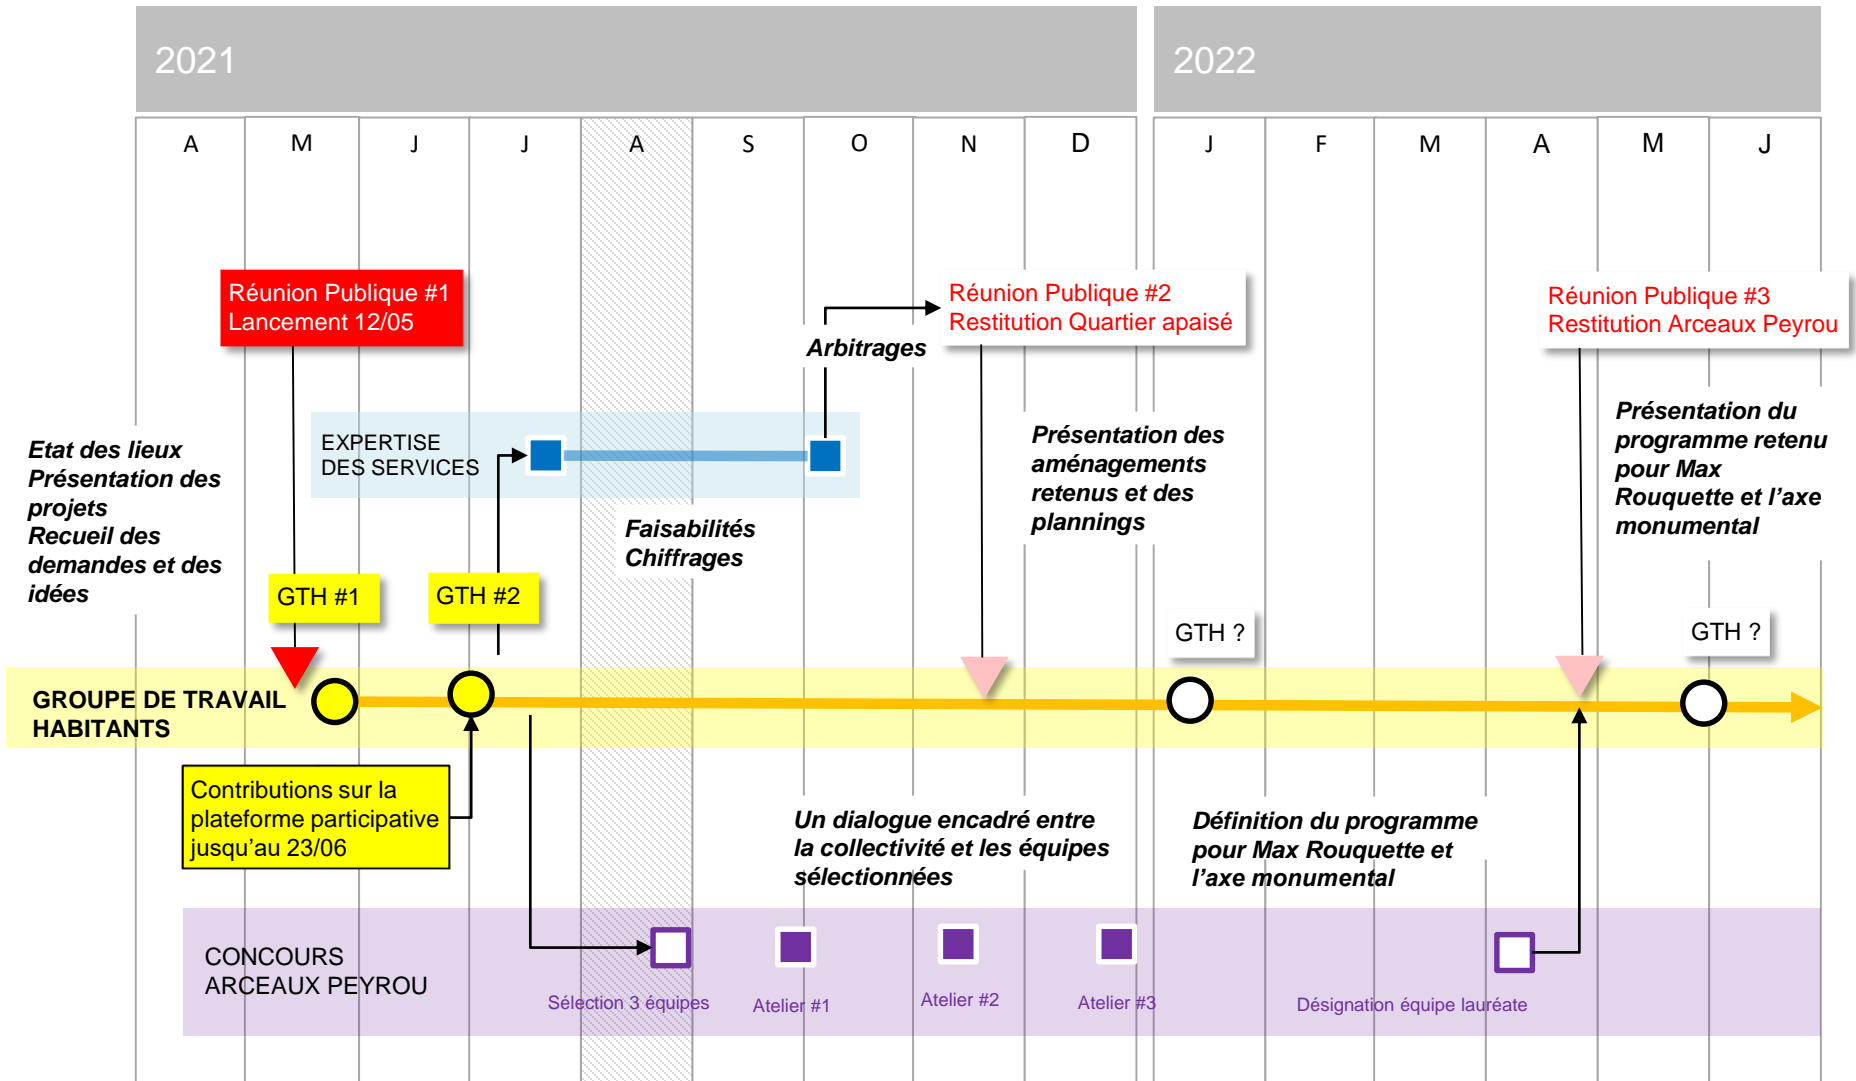 2021
2022
A M J J A S O N D J F M A M J
Réunion Publique #1
Lancement 12/05
Réunion Publique #2
Restitution Quartier apaisé
Réunion Publique #3
Restitution Arceaux Peyrou
Arbitrages
Etat des lieux
Présentation des
projets
Recueil des
demandes et des
idées
EXPERTISE
DES SERVICES
Faisabilités
Chiffrages
Présentation des
aménagements
retenus et des
plannings
Présentation du
programme retenu
pour Max
Rouquette et l’axe
monumental
GTH #1
GTH #2
GTH ?
GTH ?
GROUPE DE TRAVAIL
HABITANTS
Contributions sur la
plateforme participative
jusqu’au 23/06
Un dialogue encadré entre
la collectivité et les équipes
sélectionnées
Définition du programme
pour Max Rouquette et
l’axe monumental
CONCOURS
ARCEAUX PEYROU
Sélection 3 équipes
Atelier #1
Atelier #2
Atelier #3
Désignation équipe lauréate